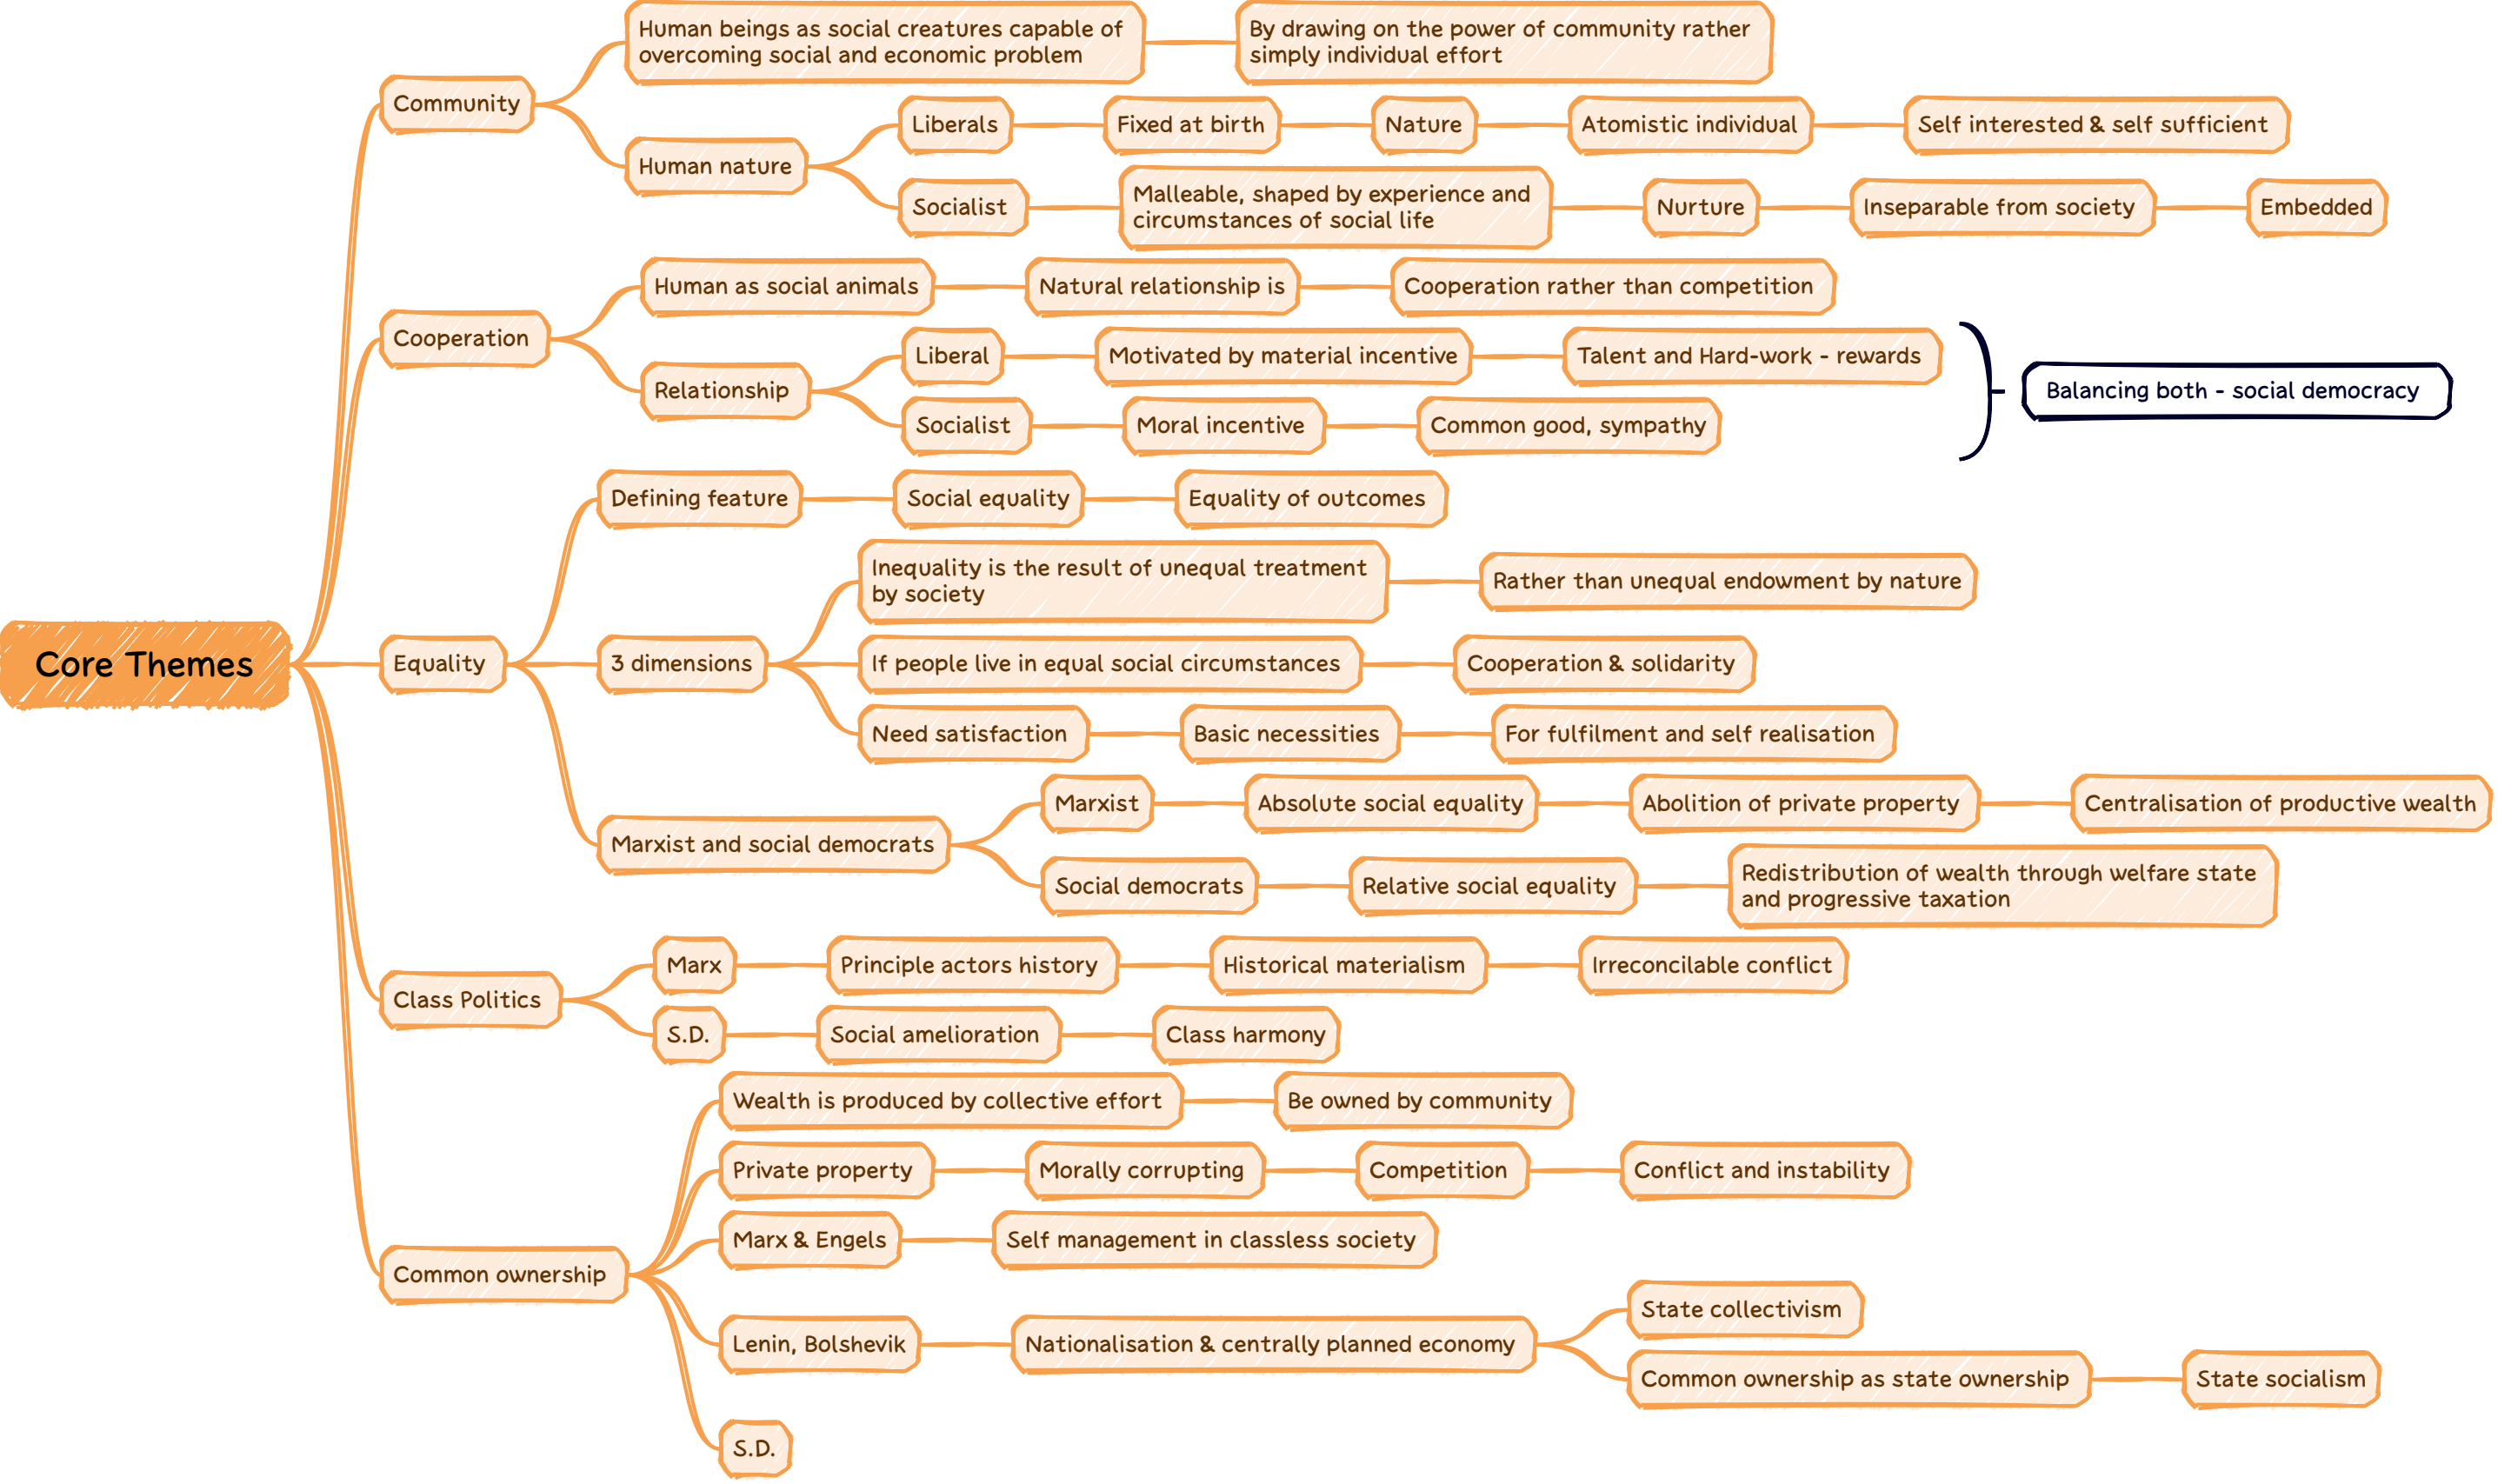 Core Themes
Community
Human beings as social creatures capable of
overcoming social and economic problem
By drawing on the power of community rather
simply individual effort
Human nature
Liberals
Fixed at birth
Nature
Atomistic individual
Self interested & self sufficient
Socialist
Malleable, shaped by experience and
circumstances of social life
Nurture
Inseparable from society
Embedded
Cooperation
Human as social animals
Natural relationship is
Cooperation rather than competition
Relationship
Liberal
Motivated by material incentive
Talent and Hard-work - rewards
Socialist
Moral incentive
Common good, sympathy
Balancing both - social democracy
Equality
Defining feature
Social equality
Equality of outcomes
3 dimensions
Inequality is the result of unequal treatment
by society
Rather than unequal endowment by nature
If people live in equal social circumstances
Cooperation & solidarity
Need satisfaction
Basic necessities
For fulfilment and self realisation
Marxist and social democrats
Marxist
Absolute social equality
Abolition of private property
Centralisation of productive wealth
Social democrats
Relative social equality
Redistribution of wealth through welfare state
and progressive taxation
Class Politics
Marx
Principle actors history
Historical materialism
Irreconcilable conflict
S.D.
Social amelioration
Class harmony
Common ownership
Wealth is produced by collective effort
Be owned by community
Private property
Morally corrupting
Competition
Conflict and instability
Marx & Engels
Self management in classless society
Lenin, Bolshevik
Nationalisation & centrally planned economy
State collectivism
Common ownership as state ownership
State socialism
S.D.